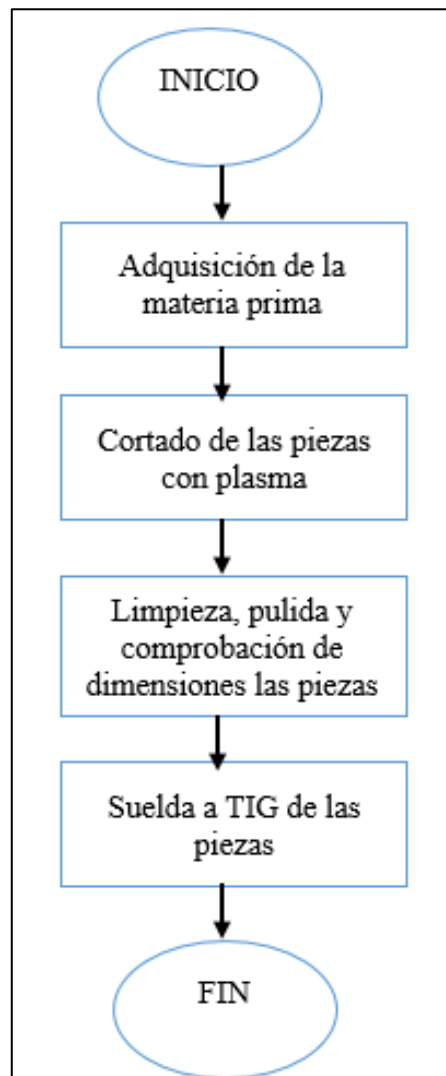 INICIO
Adquisición de la
materia prima
Cortado de las piezas
con plasma
Limpieza, pulida y
comprobación de
dimensiones las piezas
Suelda a TIG de las
piezas
FIN